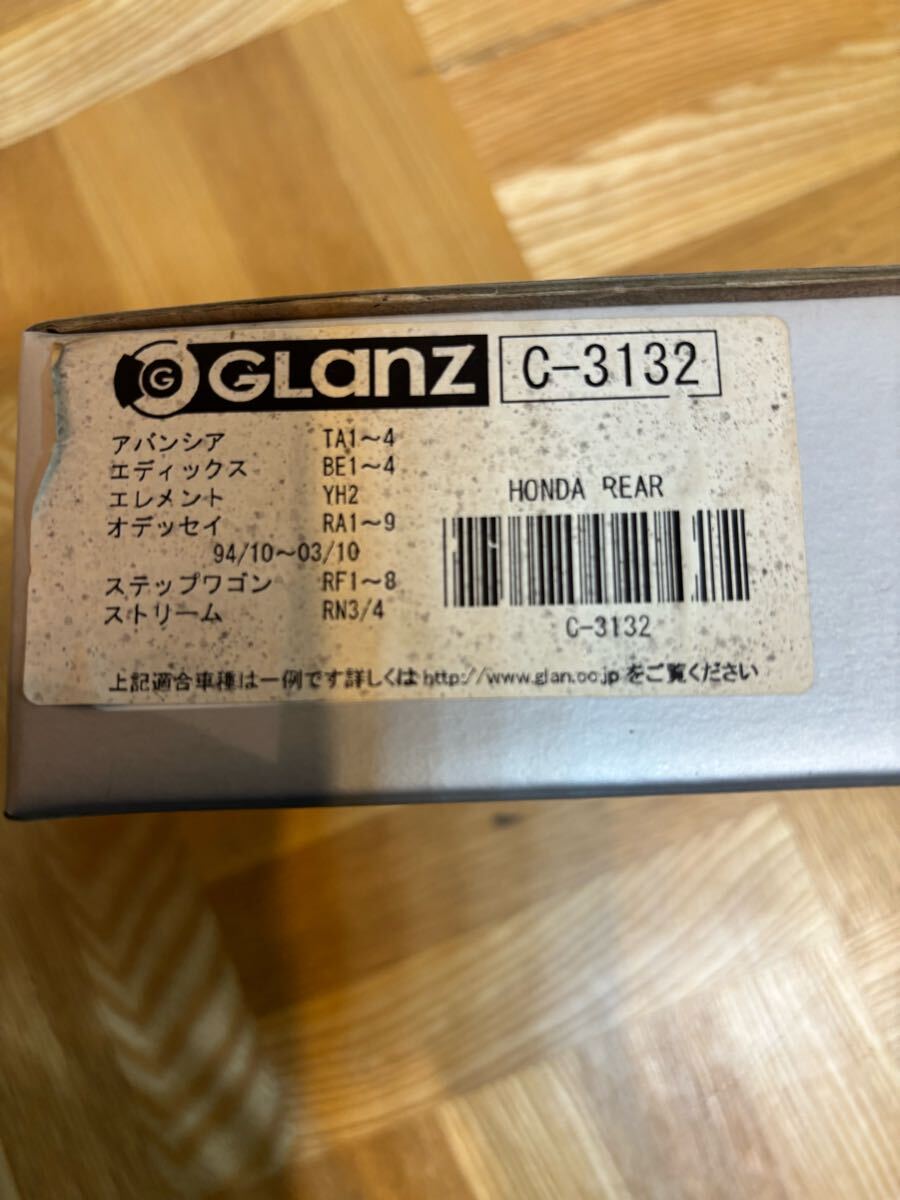 G GLanz C-3132
アバンシア TA1～4
エディックス BE1～4
エレメント YH2
オデッセイ RA1～9
94/10～03/10
ステップワゴン RF1～8
ストリーム RN3/4
HONDA REAR
C-3132
上記適合車種は一例です詳しくは http://www.glan.co.jp をご覧ください